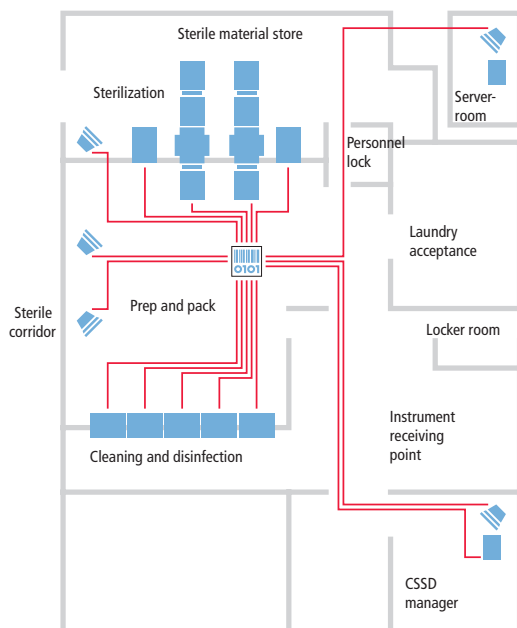 Sterile material store
Sterilization
Server-
room
Personnel
lock
Laundry
acceptance
0101
Prep and pack
Sterile
corridor
Locker room
Instrument
receiving
point
Cleaning and disinfection
CSSD
manager